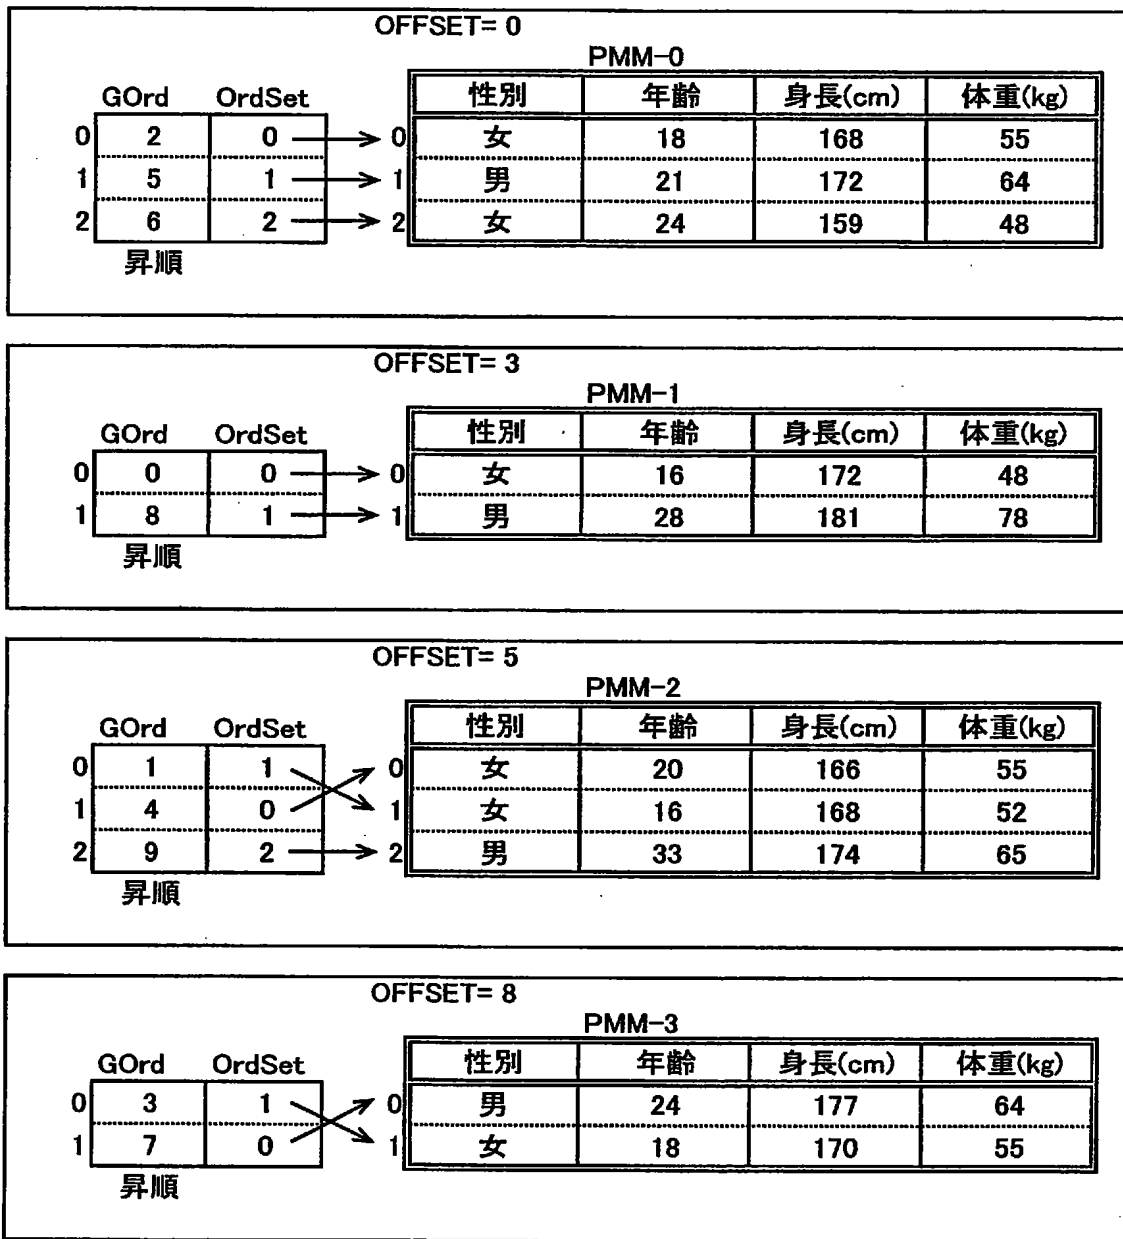 OFFSET= 0
PMM-0
GOrd OrdSet 性別 年齢 身長(cm) 体重(kg)
0 2 0 0 女 18 168 55
1 5 1 1 男 21 172 64
2 6 2 2 女 24 159 48
昇順
OFFSET= 3
PMM-1
GOrd OrdSet 性別 年齢 身長(cm) 体重(kg)
0 0 0 0 女 16 172 48
1 8 1 1 男 28 181 78
昇順
OFFSET= 5
PMM-2
GOrd OrdSet 性別 年齢 身長(cm) 体重(kg)
0 1 1 0 女 20 166 55
1 4 0 1 女 16 168 52
2 9 2 2 男 33 174 65
昇順
OFFSET= 8
PMM-3
GOrd OrdSet 性別 年齢 身長(cm) 体重(kg)
0 3 1 0 男 24 177 64
1 7 0 1 女 18 170 55
昇順